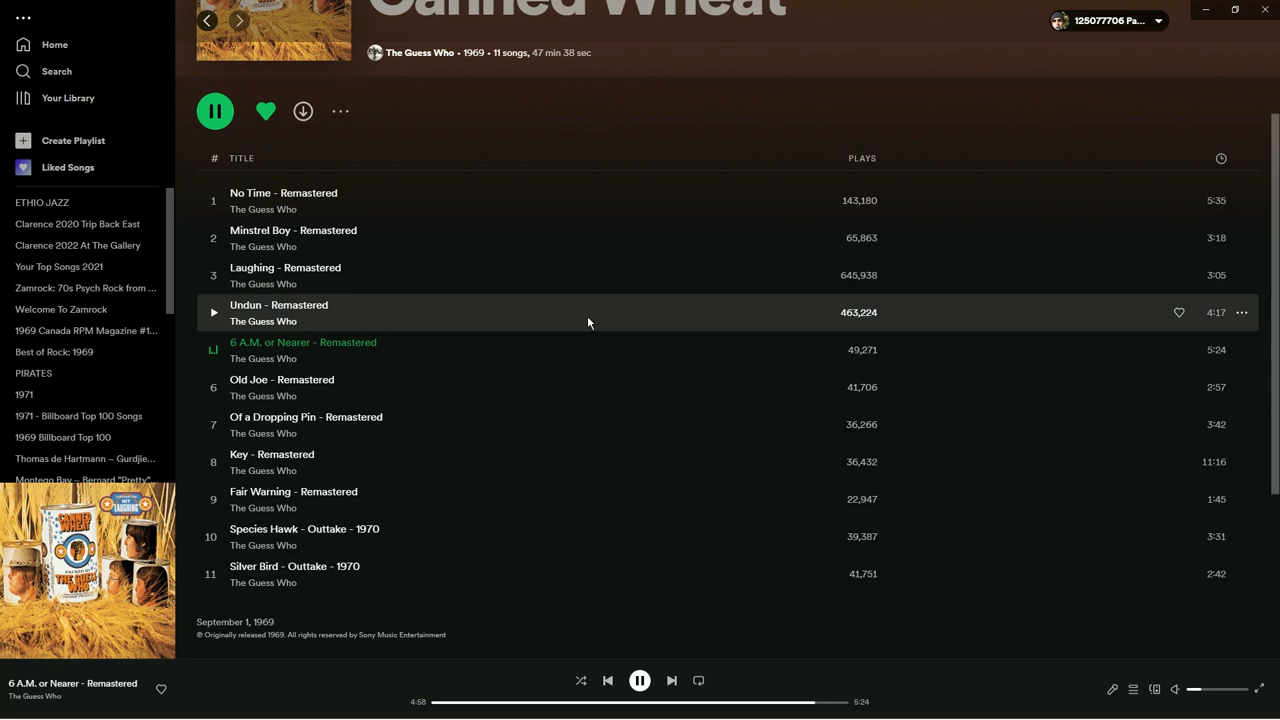 Canned Wheat
125077706 Pa...
The Guess Who • 1969 • 11 songs, 47 min 38 sec
Home
Search
Your Library
Create Playlist
Liked Songs
ETHIO JAZZ
Clarence 2020 Trip Back East
Clarence 2022 At The Gallery
Your Top Songs 2021
Zamrock: 70s Psych Rock from ...
Welcome To Zamrock
1969 Canada RPM Magazine #1...
Best of Rock: 1969
PIRATES
1971
1971 - Billboard Top 100 Songs
1969 Billboard Top 100
Thomas de Hartmann – Gurdjie...
Montego Bay – Bernard "Pretty"...
# TITLE PLAYS
1 No Time - Remastered 143,180 5:35
The Guess Who
2 Minstrel Boy - Remastered 65,863 3:18
The Guess Who
3 Laughing - Remastered 645,938 3:05
The Guess Who
Undun - Remastered 463,224 4:17
The Guess Who
6 A.M. or Nearer - Remastered 49,271 5:24
The Guess Who
6 Old Joe - Remastered 41,706 2:57
The Guess Who
7 Of a Dropping Pin - Remastered 36,266 3:42
The Guess Who
8 Key - Remastered 36,432 11:16
The Guess Who
9 Fair Warning - Remastered 22,947 1:45
The Guess Who
10 Species Hawk - Outtake - 1970 39,387 3:31
The Guess Who
11 Silver Bird - Outtake - 1970 41,751 2:42
The Guess Who
September 1, 1969
℗ Originally released 1969. All rights reserved by Sony Music Entertainment
HIT
LAUGHING
CANNED
WHEAT
PACKED BY
THE GUESS
WHO
6 A.M. or Nearer - Remastered
The Guess Who
4:58
5:24